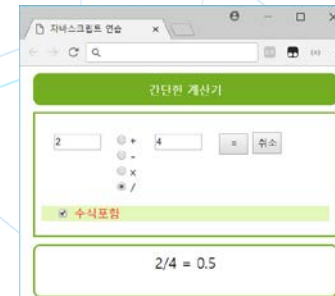 자바스크립트 연습
간단한 계산기
2 + 4 = 취소
-
x
/
수식포함
2/4 = 0.5